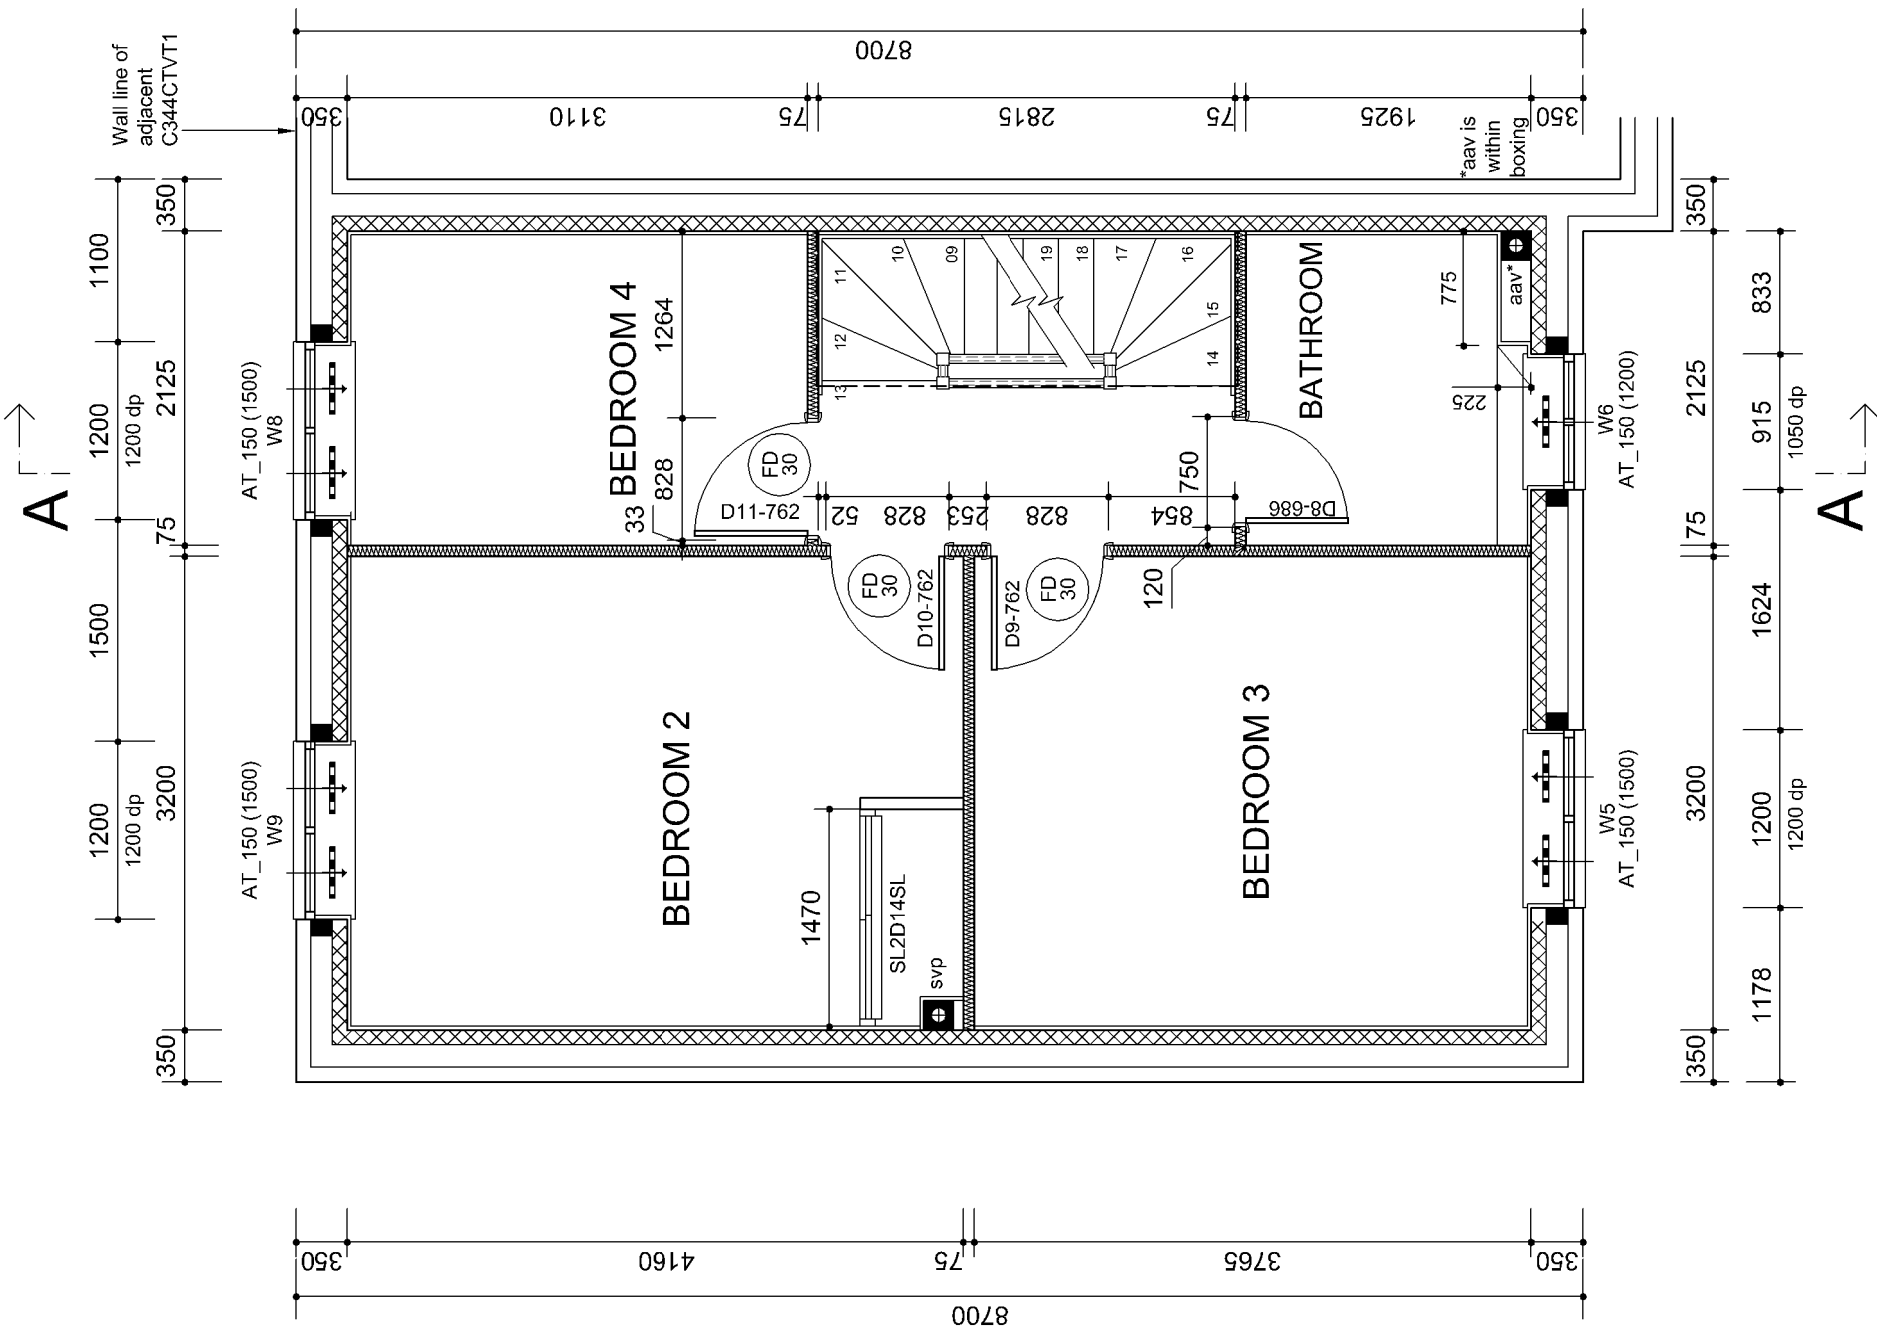 8700
350
3110
75
2815
75
1925
350
Wall line of
adjacent
C344CTVT1
*aav is
within
boxing
350
1100
2125
1200
1200 dp
75
1500
3200
1200
1200 dp
350
A
AT_150 (1500)
W8
AT_150 (1500)
W9
BEDROOM 4
1264
828
33
FD
30
D11-762
11
10
09
12
13
19
18
17
16
15
14
BATHROOM
775
aav*
225
750
120
D8-686
52
828
253
828
854
FD
30
D10-762
D9-762
FD
30
BEDROOM 2
BEDROOM 3
1470
SL2D14SL
svp
W6
AT_150 (1200)
W5
AT_150 (1500)
A
350
833
2125
915
1050 dp
75
1624
3200
1200
1200 dp
1178
350
350
4160
75
3765
350
8700